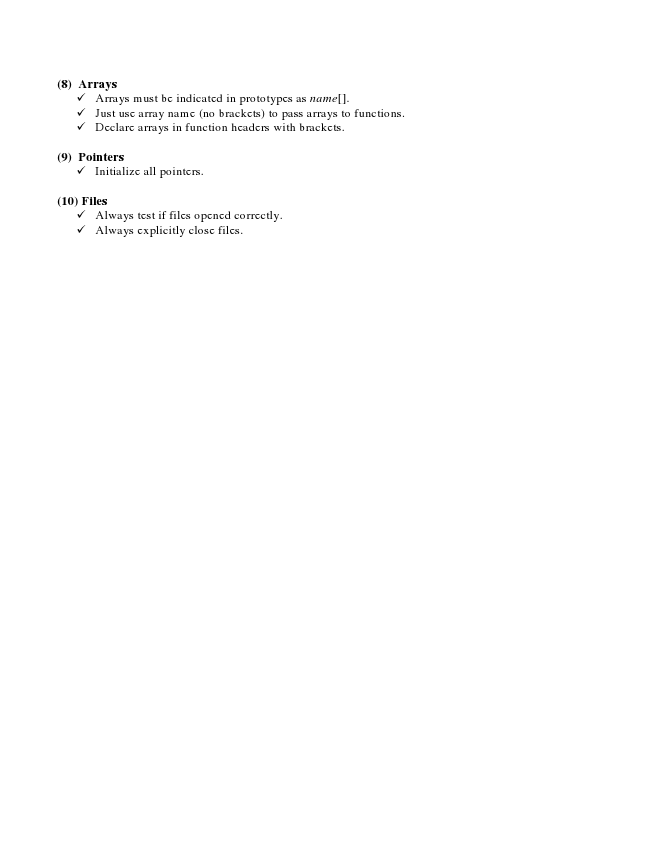 (8) Arrays
✓ Arrays must be indicated in prototypes as name[].
✓ Just use array name (no brackets) to pass arrays to functions.
✓ Declare arrays in function headers with brackets.
(9) Pointers
✓ Initialize all pointers.
(10) Files
✓ Always test if files opened correctly.
✓ Always explicitly close files.